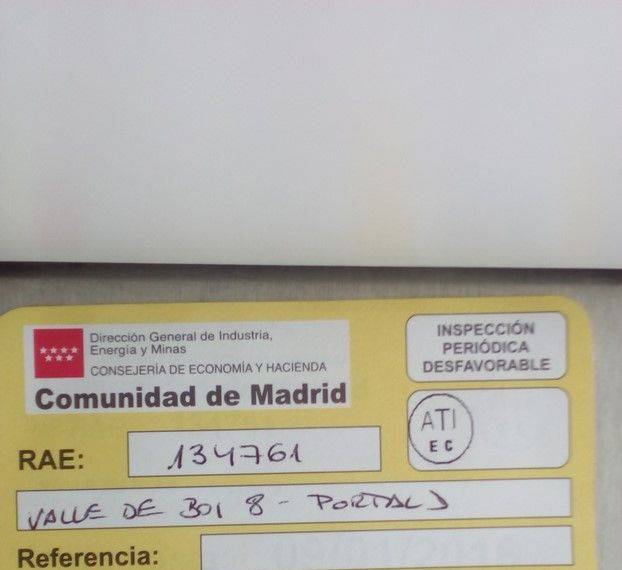 Dirección General de Industria,
Energía y Minas
CONSEJERÍA DE ECONOMÍA Y HACIENDA
Comunidad de Madrid
INSPECCIÓN
PERIÓDICA
DESFAVORABLE
ATI
EC
RAE: 134761
VALLE DE BOI 8 - PORTAL
Referencia: